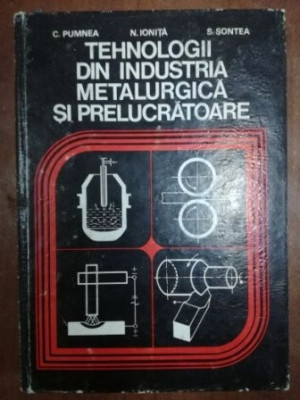 C. PUMNEA N. IONIȚĂ S. ȘONTEA
TEHNOLOGII
DIN INDUSTRIA
METALURGICĂ
ȘI PRELUCRĂTOARE